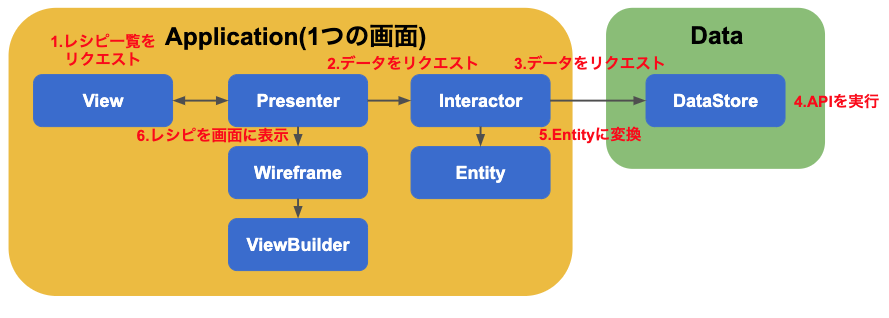 Application(1つの画面)
Data
1.レシピ一覧を
リクエスト
2.データをリクエスト
3.データをリクエスト
View
Presenter
Interactor
DataStore
4.APIを実行
6.レシピを画面に表示
5.Entityに変換
Wireframe
Entity
ViewBuilder